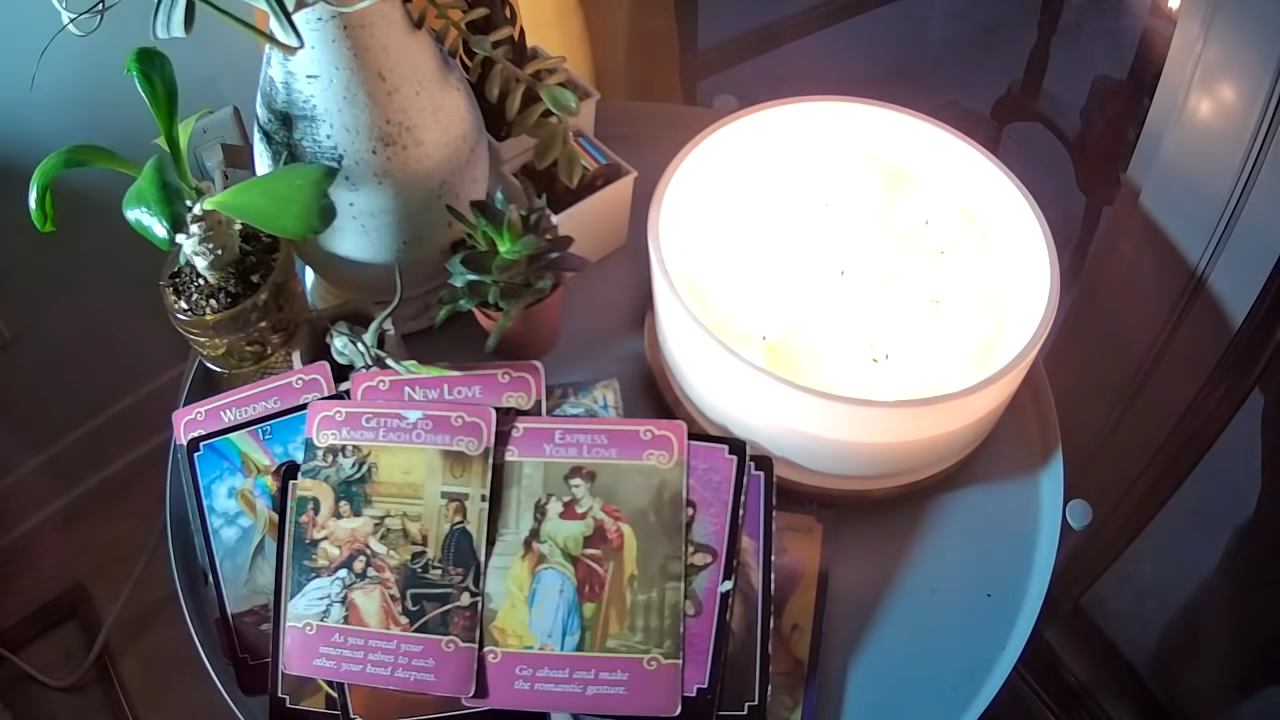 WEDDING
NEW LOVE
12
GETTING TO
KNOW EACH OTHER
As you reveal your
innermost selves to each
other, your bond deepens.
EXPRESS
YOUR LOVE
Go ahead and make
the romantic gesture.